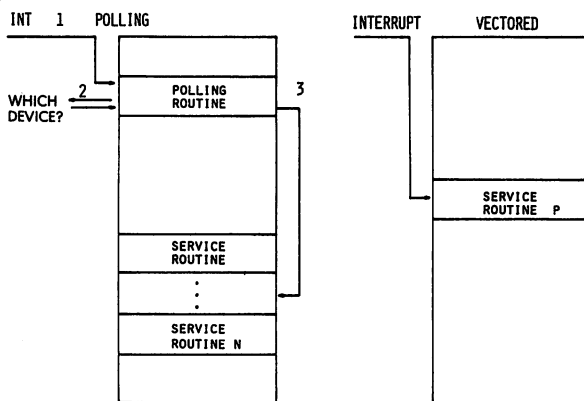 INT 1 POLLING
2
WHICH
DEVICE?
POLLING
ROUTINE
3
SERVICE
ROUTINE
SERVICE
ROUTINE N
INTERRUPT VECTORED
SERVICE
ROUTINE P